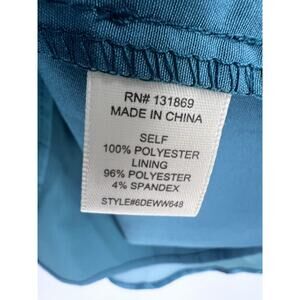 RN# 131869
MADE IN CHINA
SELF
100% POLYESTER
LINING
96% POLYESTER
4% SPANDEX
STYLE#6DEWW648